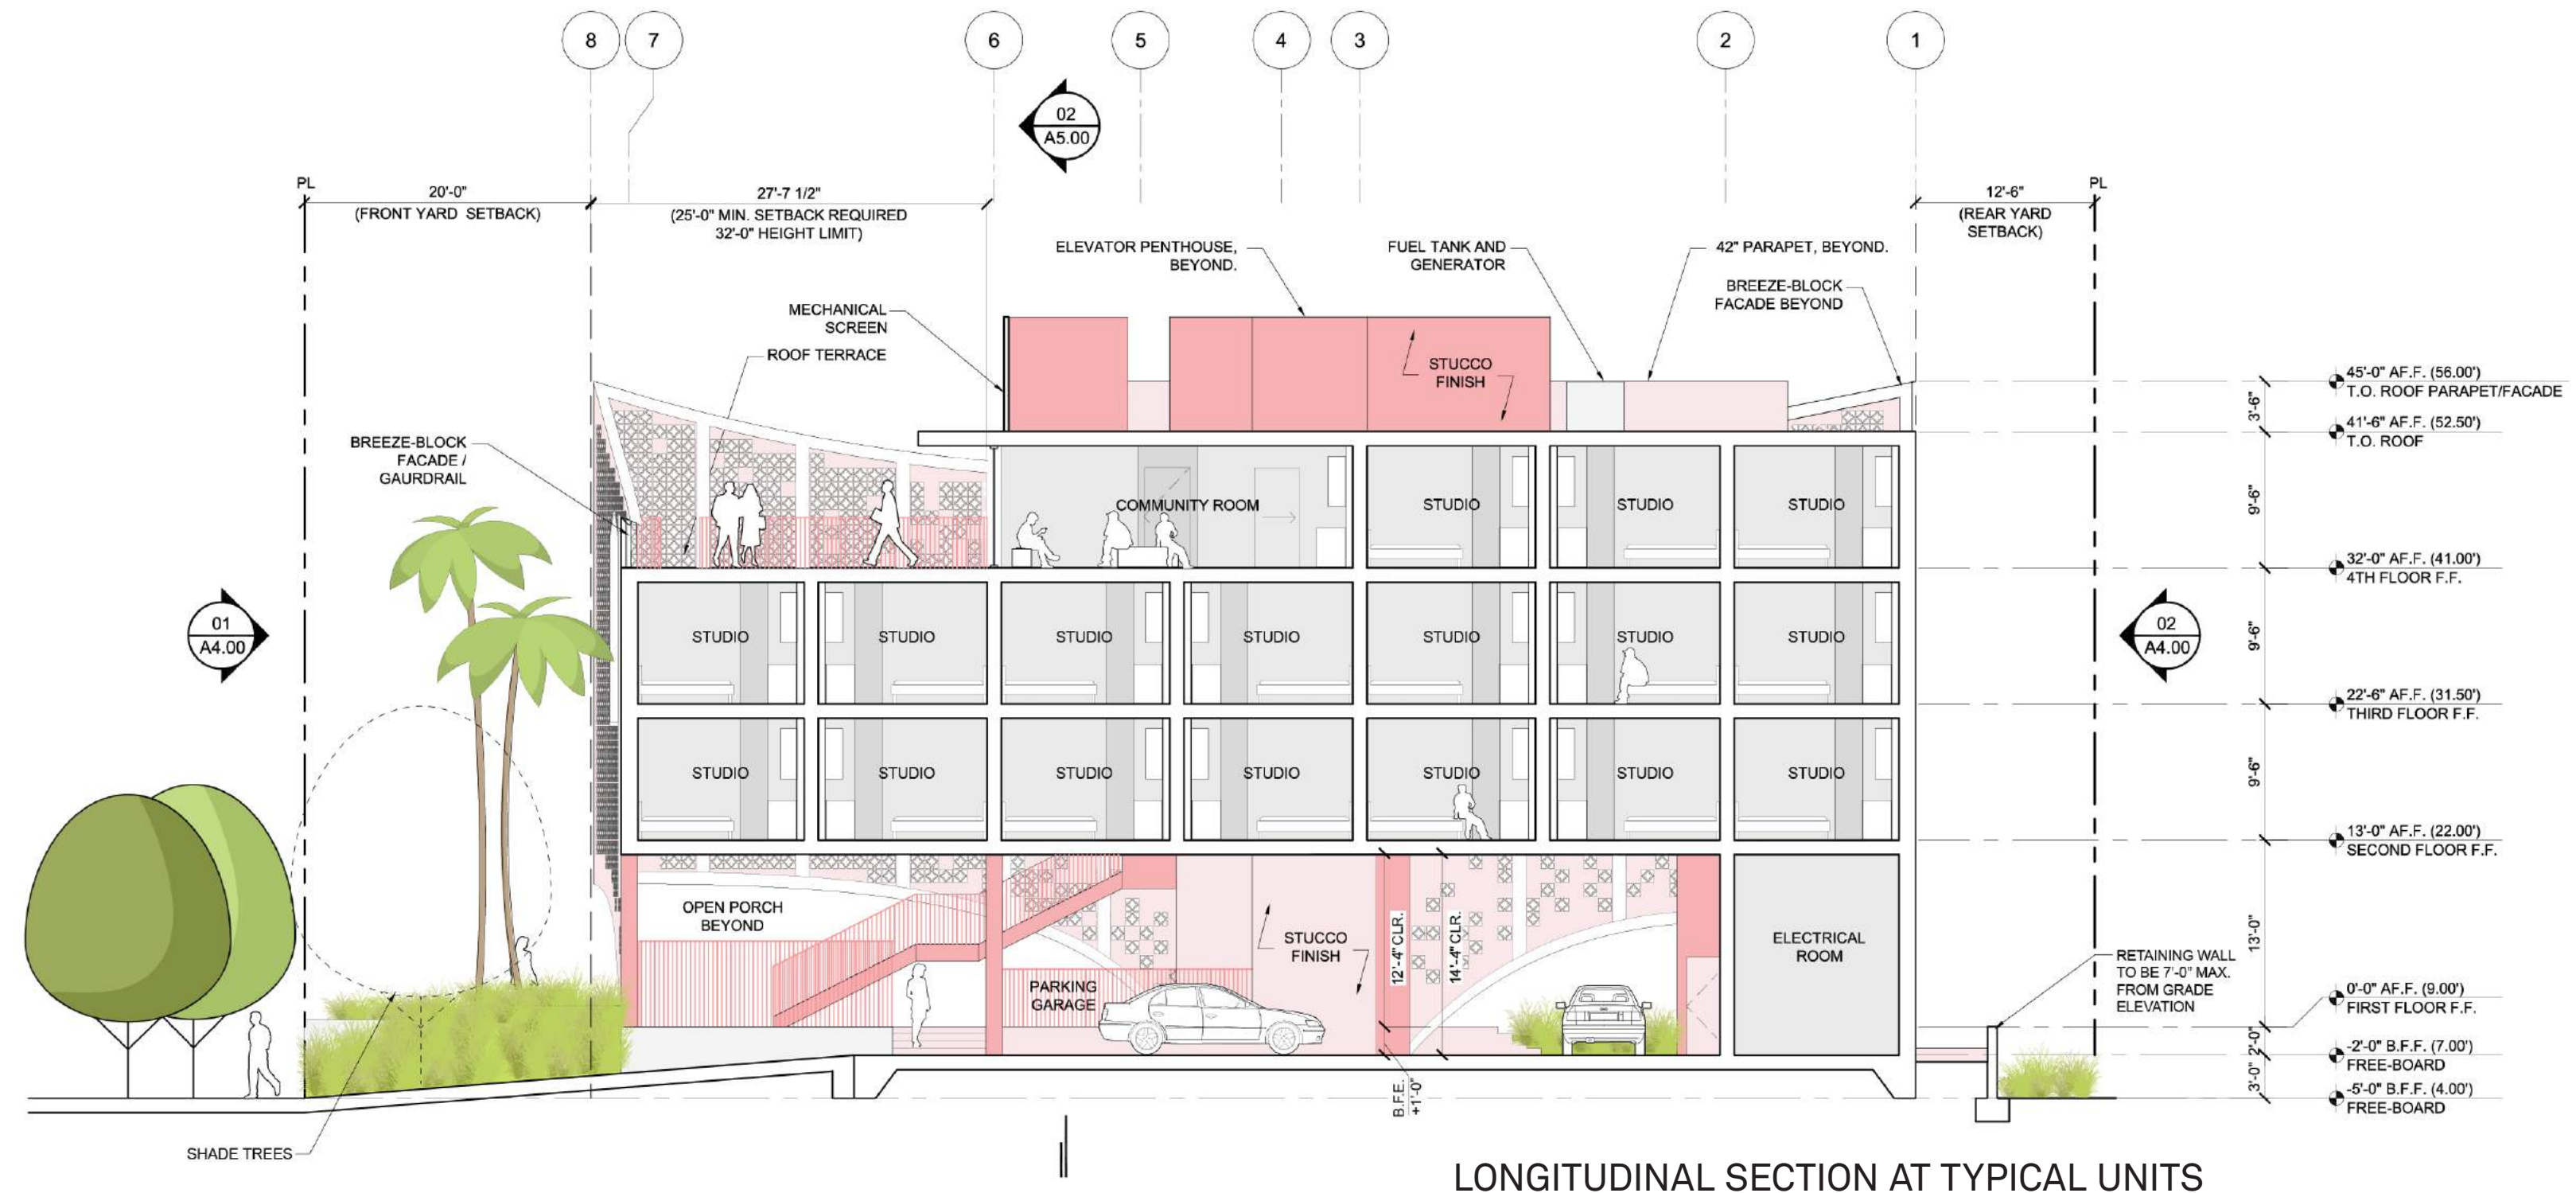 8
7
6
5
4
3
2
1
02
A5.00
PL
20'-0"
(FRONT YARD SETBACK)
27'-7 1/2"
(25'-0" MIN. SETBACK REQUIRED
32'-0" HEIGHT LIMIT)
12'-6"
(REAR YARD
SETBACK)
PL
ELEVATOR PENTHOUSE,
BEYOND.
FUEL TANK AND
GENERATOR
42" PARAPET, BEYOND.
BREEZE-BLOCK
FACADE BEYOND
MECHANICAL
SCREEN
ROOF TERRACE
STUCCO
FINISH
BREEZE-BLOCK
FACADE /
GAURDRAIL
45'-0" AF.F. (56.00')
T.O. ROOF PARAPET/FACADE
3'-6"
41'-6" AF.F. (52.50')
T.O. ROOF
9'-6"
COMMUNITY ROOM
STUDIO
STUDIO
STUDIO
32'-0" AF.F. (41.00')
4TH FLOOR F.F.
01
A4.00
STUDIO
STUDIO
STUDIO
STUDIO
STUDIO
STUDIO
STUDIO
02
A4.00
9'-6"
22'-6" AF.F. (31.50')
THIRD FLOOR F.F.
STUDIO
STUDIO
STUDIO
STUDIO
STUDIO
STUDIO
STUDIO
9'-6"
13'-0" AF.F. (22.00')
SECOND FLOOR F.F.
OPEN PORCH
BEYOND
STUCCO
FINISH
12'-4" CLR.
14'-4" CLR.
ELECTRICAL
ROOM
13'-0"
PARKING
GARAGE
RETAINING WALL
TO BE 7'-0" MAX.
FROM GRADE
ELEVATION
0'-0" AF.F. (9.00')
FIRST FLOOR F.F.
2'-0"
-2'-0" B.F.F. (7.00')
FREE-BOARD
3'-0"
-5'-0" B.F.F. (4.00')
FREE-BOARD
B.F.E.
+1'-0"
SHADE TREES
LONGITUDINAL SECTION AT TYPICAL UNITS